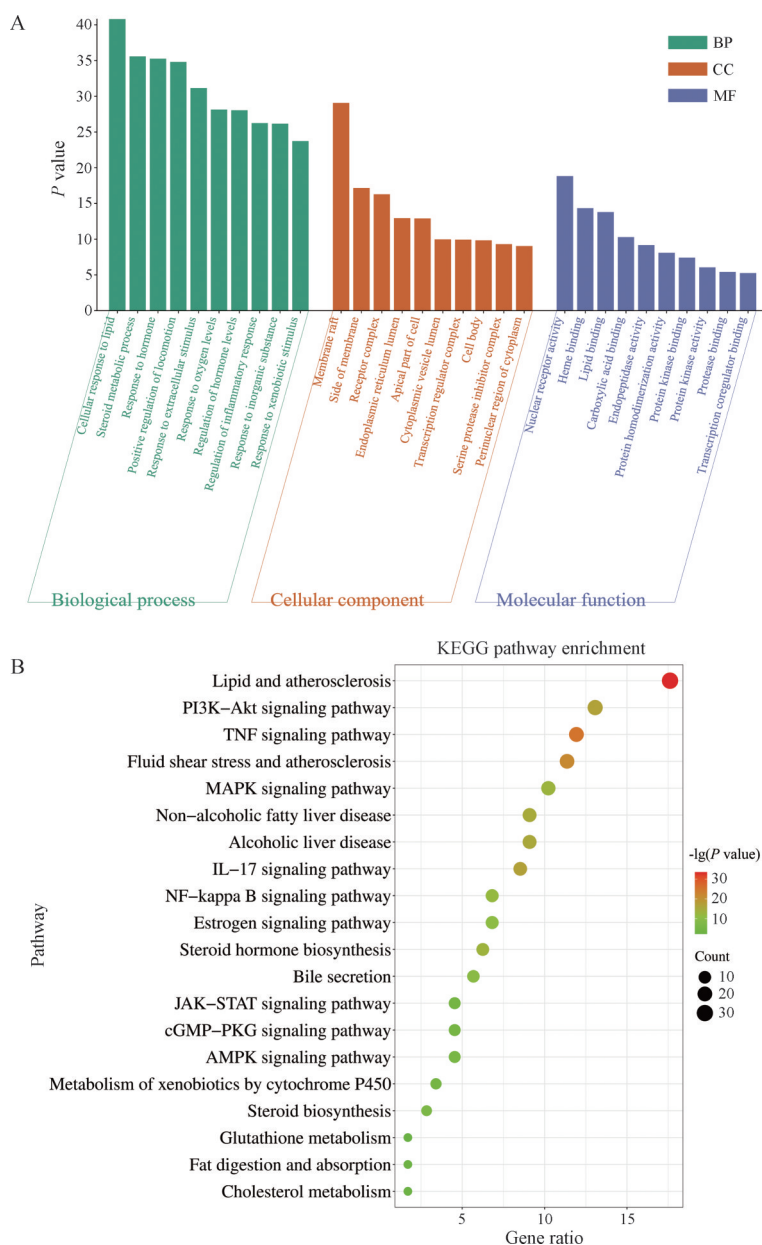 A
P value
40
35
30
25
20
15
10
5
0
BP
CC
MF
Cellular response to lipid
Steroid metabolic process
Response to hormone
Positive regulation of locomotion
Response to extracellular stimulus
Response to oxygen levels
Regulation of hormone levels
Regulation of inflammatory response
Response to inorganic substance
Response to xenobiotic stimulus
Membrane raft
Side of membrane
Receptor complex
Endoplasmic reticulum lumen
Apical part of cell
Cytoplasmic vesicle lumen
Transcription regulator complex
Cell body
Serine protease inhibitor complex
Perinuclear region of cytoplasm
Nuclear receptor activity
Heme binding
Lipid binding
Carboxylic acid binding
Endopeptidase activity
Protein homodimerization activity
Protein kinase binding
Protein kinase activity
Protease binding
Transcription coregulator binding
Biological process
Cellular component
Molecular function
B
KEGG pathway enrichment
Pathway
Lipid and atherosclerosis
PI3K−Akt signaling pathway
TNF signaling pathway
Fluid shear stress and atherosclerosis
MAPK signaling pathway
Non−alcoholic fatty liver disease
Alcoholic liver disease
IL−17 signaling pathway
NF−kappa B signaling pathway
Estrogen signaling pathway
Steroid hormone biosynthesis
Bile secretion
JAK−STAT signaling pathway
cGMP−PKG signaling pathway
AMPK signaling pathway
Metabolism of xenobiotics by cytochrome P450
Steroid biosynthesis
Glutathione metabolism
Fat digestion and absorption
Cholesterol metabolism
5
10
15
Gene ratio
-lg(P value)
30
20
10
Count
10
20
30